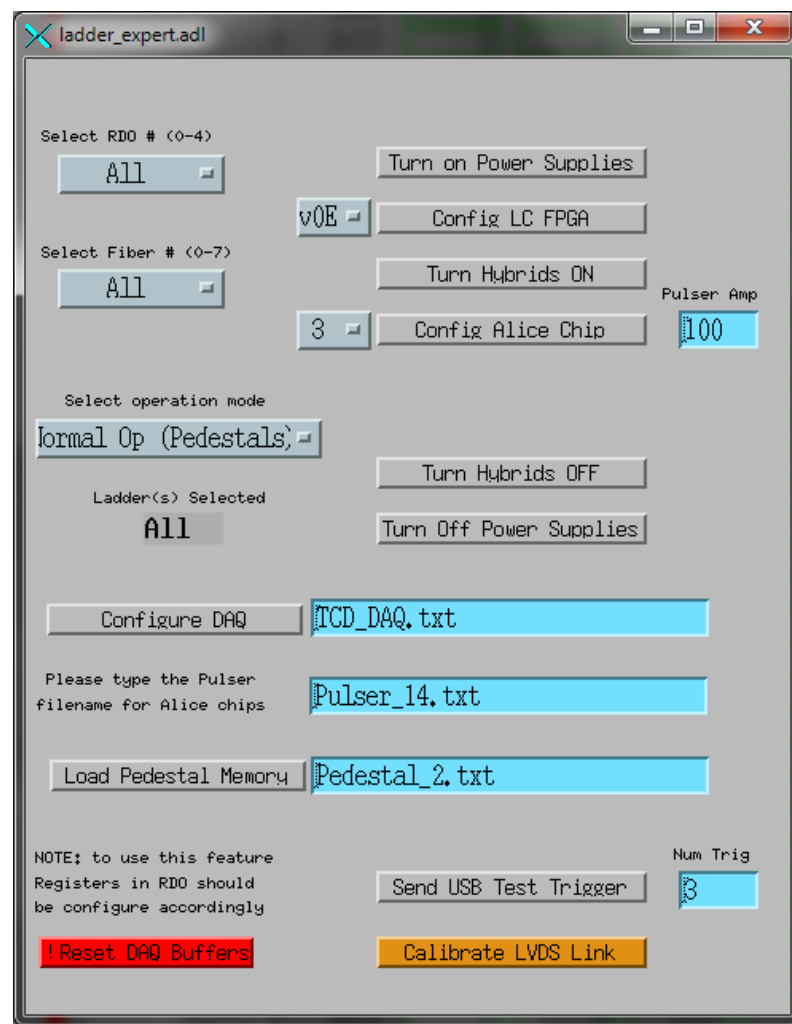 ladder_expert.adl
Select RDO # (0-4)
All
Turn on Power Supplies
v0E
Config LC FPGA
Select Fiber # (0-7)
All
Turn Hybrids ON
Pulser Amp
3
Config Alice Chip
100
Select operation mode
Normal Op (Pedestals)
Turn Hybrids OFF
Ladder(s) Selected
All
Turn Off Power Supplies
Configure DAQ
TCD_DAQ.txt
Please type the Pulser
filename for Alice chips
Pulser_14.txt
Load Pedestal Memory
Pedestal_2.txt
NOTE: to use this feature
Registers in RDO should
be configure accordingly
Num Trig
Send USB Test Trigger
3
!Reset DAQ Buffers
Calibrate LVDS Link